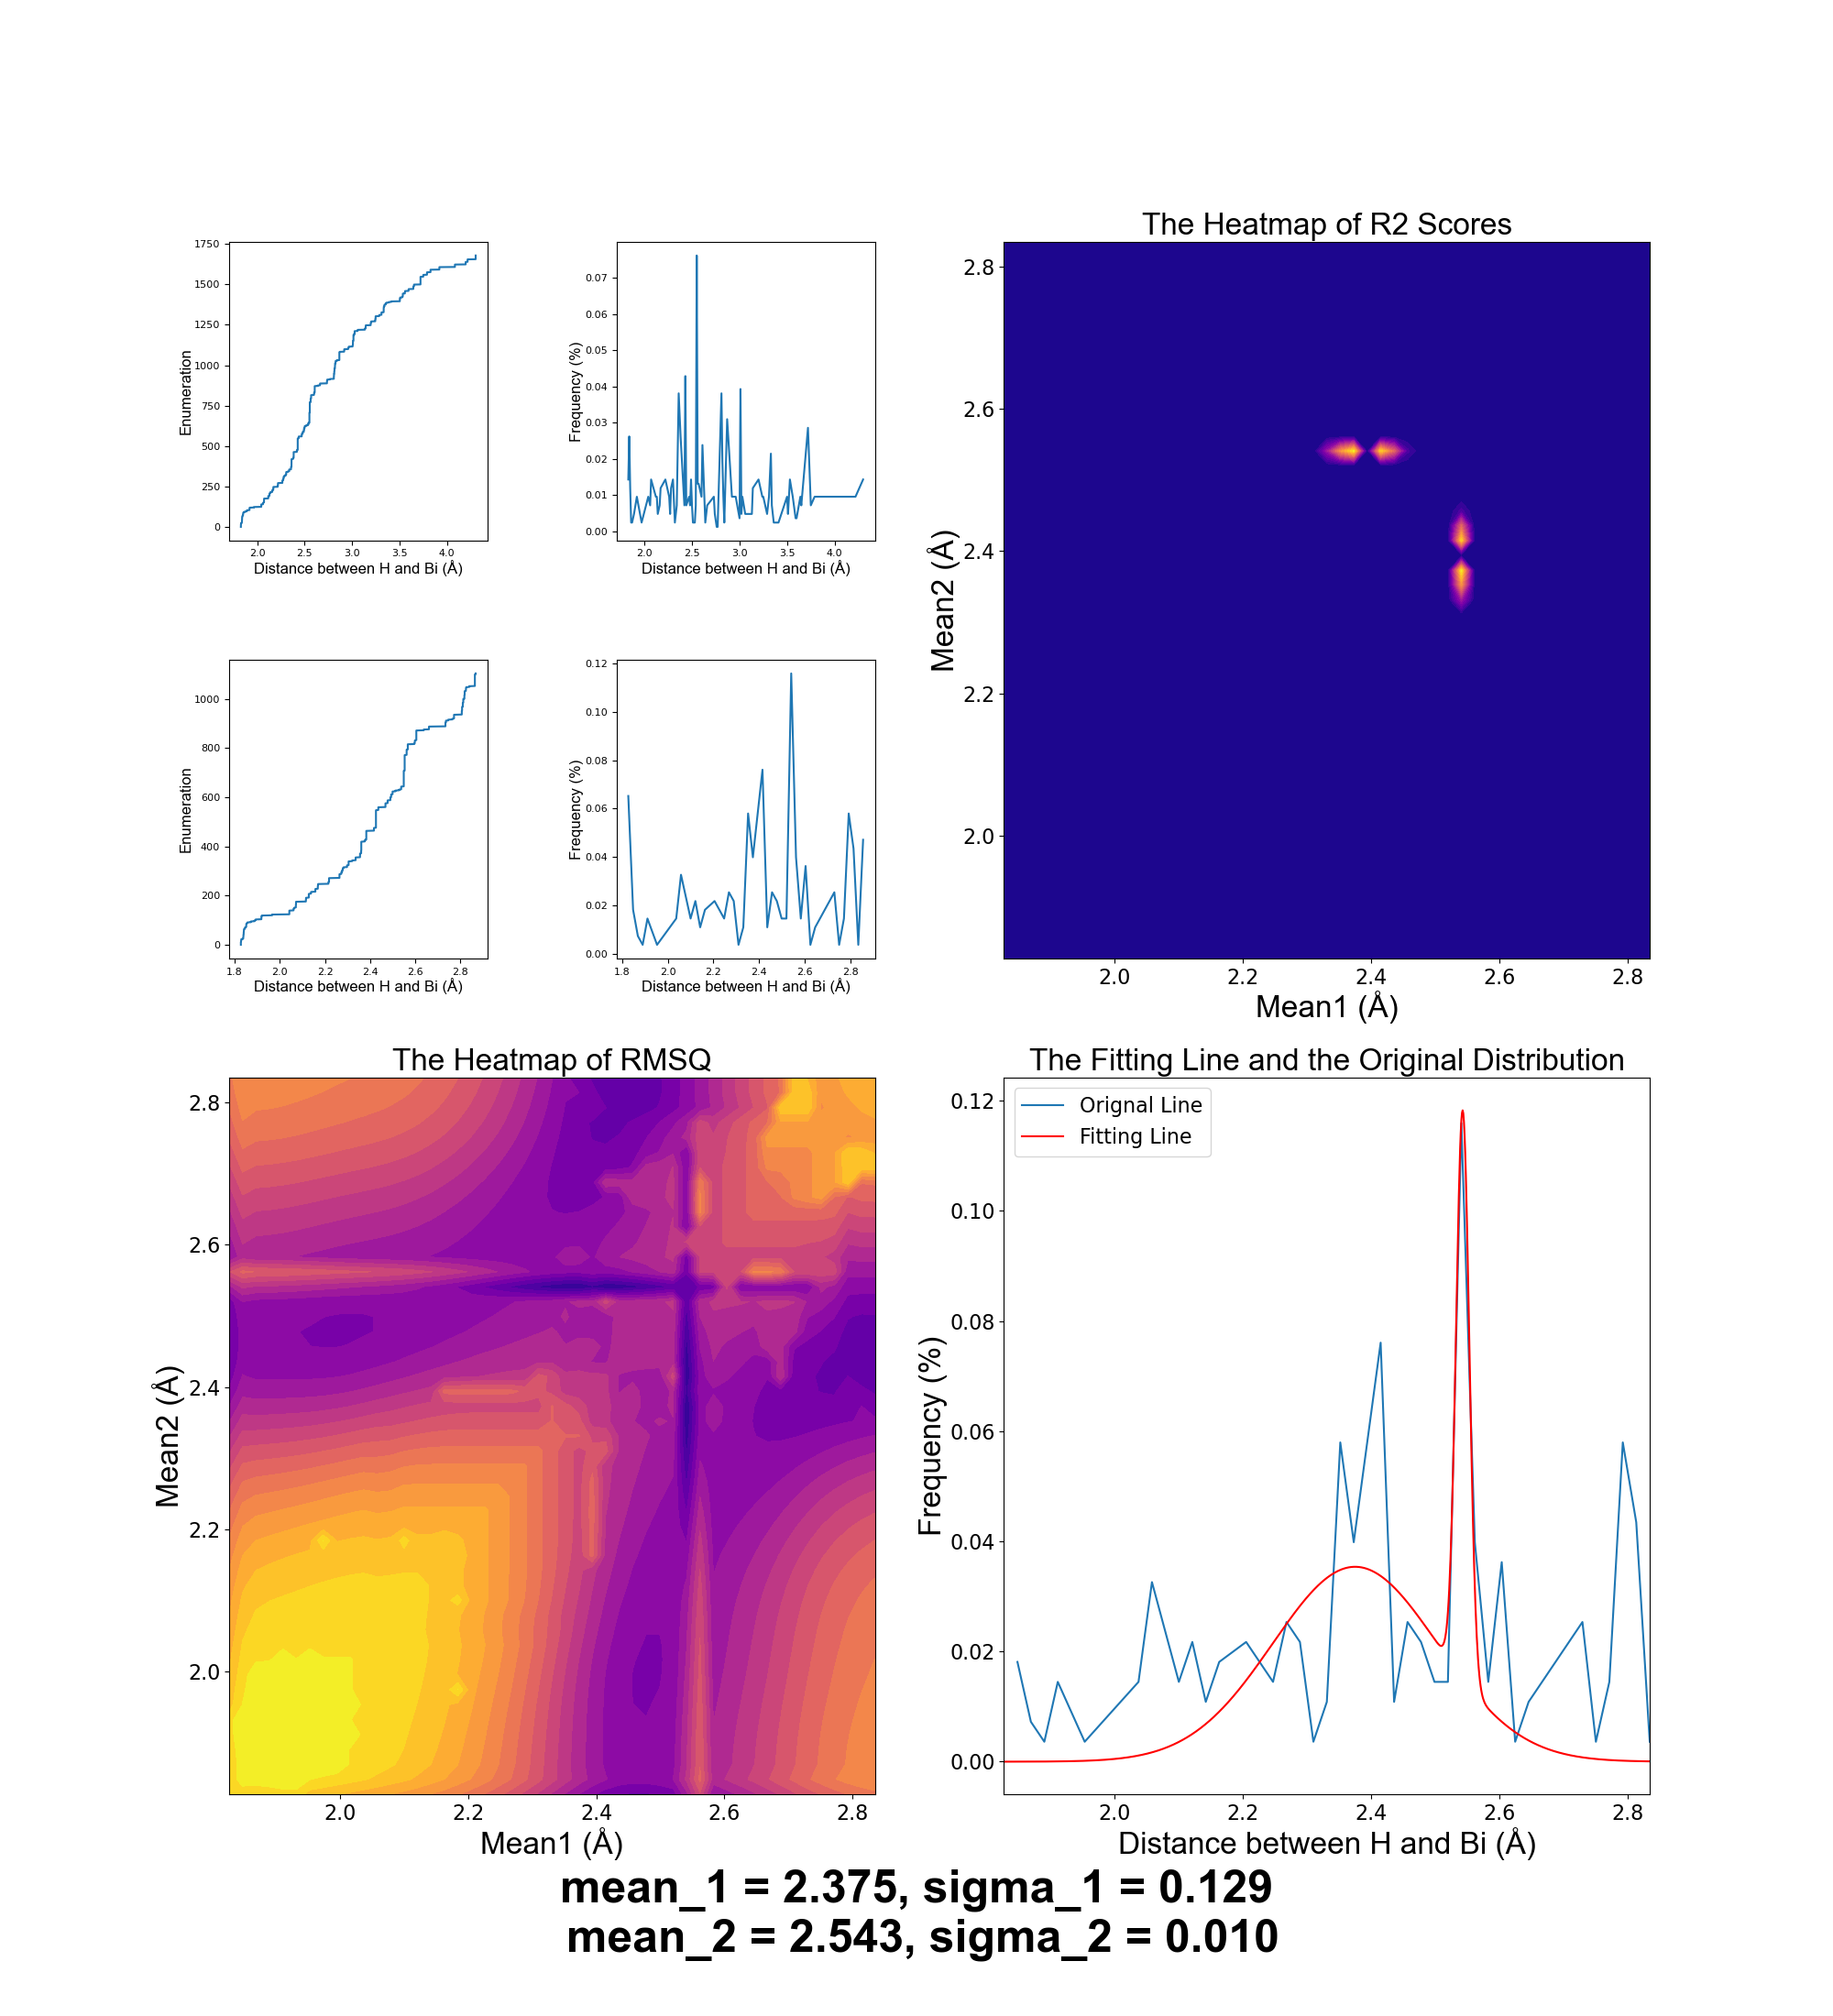 1750
1500
1250
1000
750
500
250
0
Enumeration
2.0 2.5 3.0 3.5 4.0
Distance between H and Bi (Å)
0.07
0.06
0.05
0.04
0.03
0.02
0.01
0.00
Frequency (%)
2.0 2.5 3.0 3.5 4.0
Distance between H and Bi (Å)
The Heatmap of R2 Scores
2.8
2.6
2.4
2.2
2.0
Mean2 (Å)
2.0 2.2 2.4 2.6 2.8
Mean1 (Å)
1000
800
600
400
200
0
Enumeration
1.8 2.0 2.2 2.4 2.6 2.8
Distance between H and Bi (Å)
0.12
0.10
0.08
0.06
0.04
0.02
0.00
Frequency (%)
1.8 2.0 2.2 2.4 2.6 2.8
Distance between H and Bi (Å)
The Heatmap of RMSQ
2.8
2.6
2.4
2.2
2.0
Mean2 (Å)
2.0 2.2 2.4 2.6 2.8
Mean1 (Å)
The Fitting Line and the Original Distribution
Orignal Line
Fitting Line
0.12
0.10
0.08
0.06
0.04
0.02
0.00
Frequency (%)
2.0 2.2 2.4 2.6 2.8
Distance between H and Bi (Å)
mean_1 = 2.375, sigma_1 = 0.129
mean_2 = 2.543, sigma_2 = 0.010